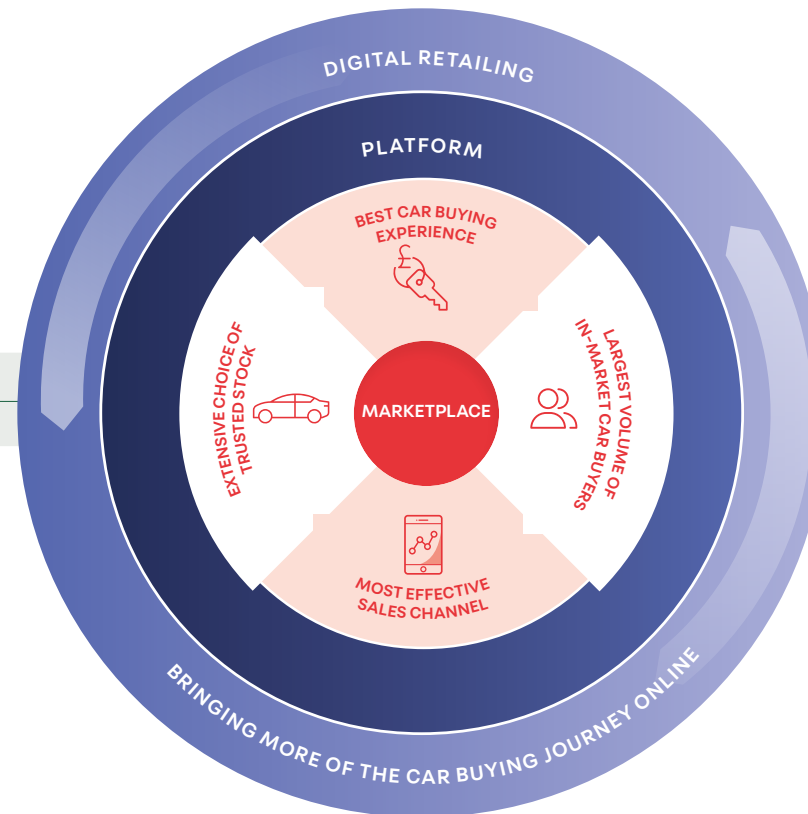 DIGITAL RETAILING
PLATFORM
BEST CAR BUYING
EXPERIENCE
EXTENSIVE CHOICE OF
TRUSTED STOCK
MARKETPLACE
LARGEST VOLUME OF
IN-MARKET CAR BUYERS
MOST EFFECTIVE
SALES CHANNEL
BRINGING MORE OF THE CAR BUYING JOURNEY ONLINE